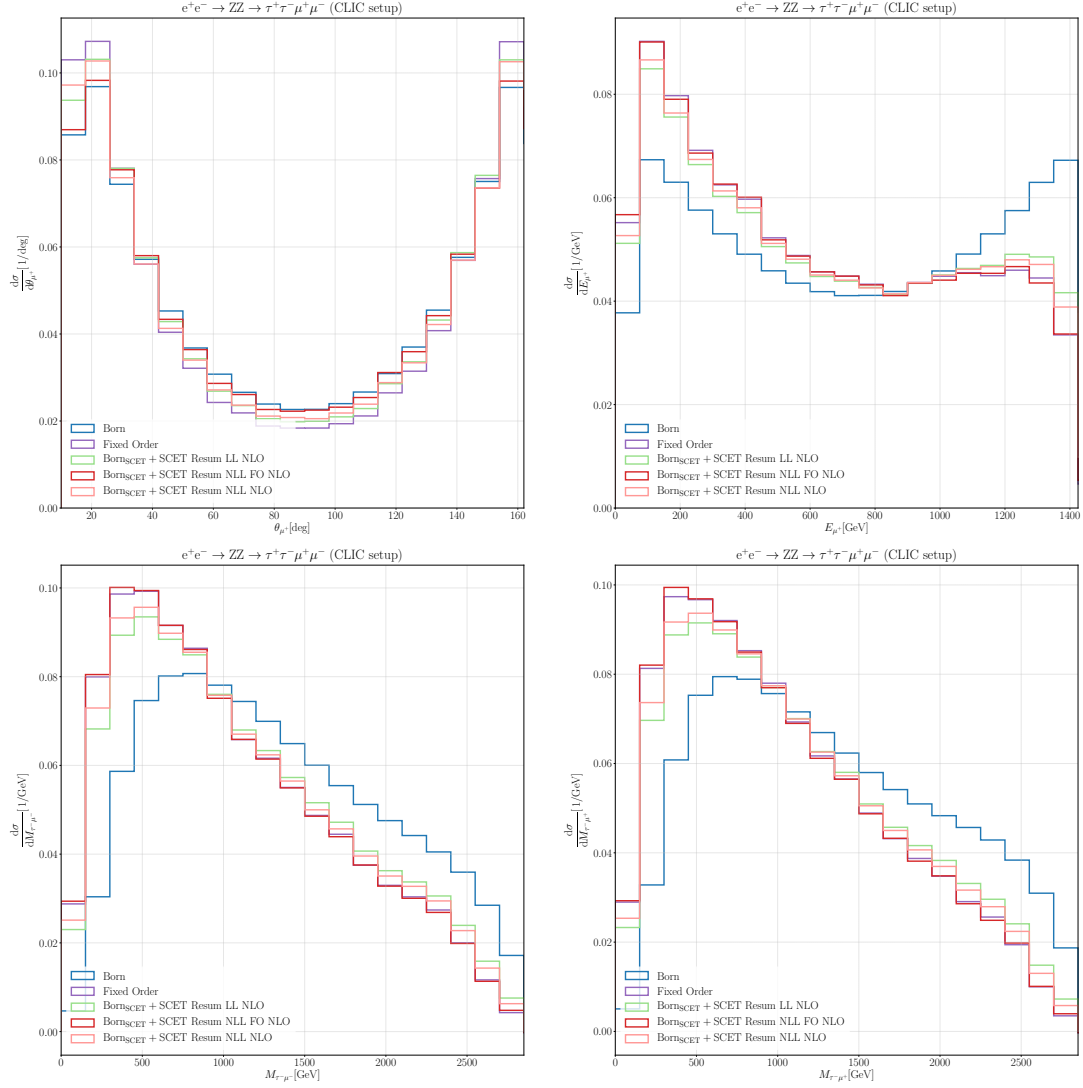 e⁺e⁻ → ZZ → τ⁺τ⁻μ⁺μ⁻ (CLIC setup)
dσ/dθ_μ⁺ [1/deg]
0.10
0.08
0.06
0.04
0.02
0.00
Born
Fixed Order
Born_SCET + SCET Resum LL NLO
Born_SCET + SCET Resum NLL FO NLO
Born_SCET + SCET Resum NLL NLO
20 40 60 80 100 120 140 160
θ_μ⁺[deg]
e⁺e⁻ → ZZ → τ⁺τ⁻μ⁺μ⁻ (CLIC setup)
dσ/dE_μ⁺ [1/GeV]
0.10
0.08
0.06
0.04
0.02
0.00
Born
Fixed Order
Born_SCET + SCET Resum LL NLO
Born_SCET + SCET Resum NLL FO NLO
Born_SCET + SCET Resum NLL NLO
0 200 400 600 800 1000 1200 1400
E_μ⁺[GeV]
e⁺e⁻ → ZZ → τ⁺τ⁻μ⁺μ⁻ (CLIC setup)
dσ/dM_τ⁻μ⁻ [1/GeV]
0.10
0.08
0.06
0.04
0.02
0.00
Born
Fixed Order
Born_SCET + SCET Resum LL NLO
Born_SCET + SCET Resum NLL FO NLO
Born_SCET + SCET Resum NLL NLO
0 500 1000 1500 2000 2500
M_τ⁻μ⁻[GeV]
e⁺e⁻ → ZZ → τ⁺τ⁻μ⁺μ⁻ (CLIC setup)
dσ/dM_τ⁻μ⁺ [1/GeV]
0.10
0.08
0.06
0.04
0.02
0.00
Born
Fixed Order
Born_SCET + SCET Resum LL NLO
Born_SCET + SCET Resum NLL FO NLO
Born_SCET + SCET Resum NLL NLO
0 500 1000 1500 2000 2500
M_τ⁻μ⁺[GeV]